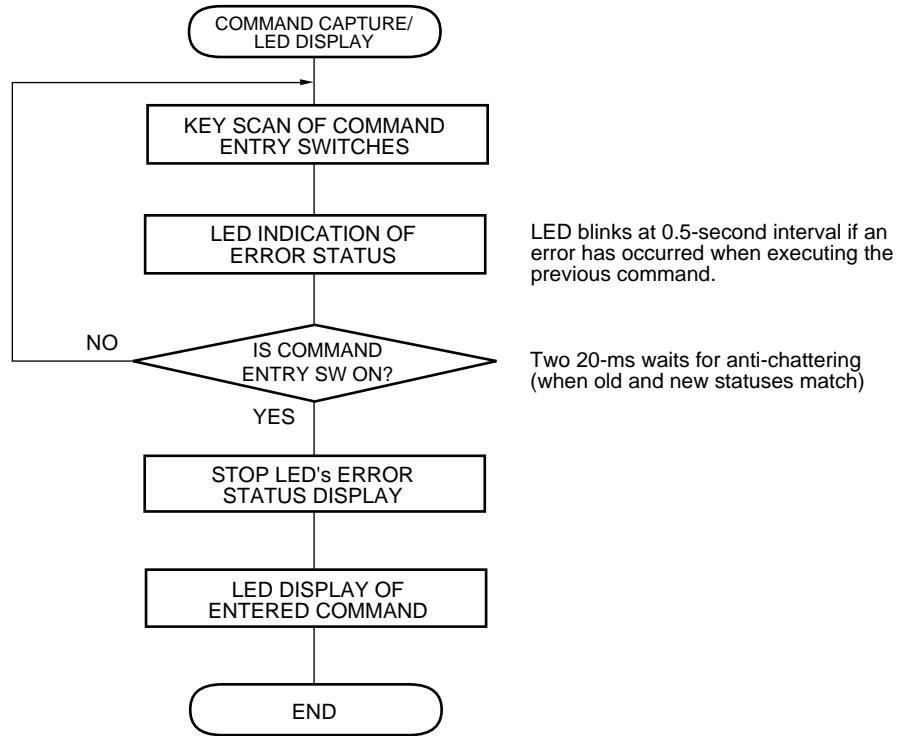 COMMAND CAPTURE/
LED DISPLAY
KEY SCAN OF COMMAND
ENTRY SWITCHES
LED INDICATION OF
ERROR STATUS
LED blinks at 0.5-second interval if an
error has occurred when executing the
previous command.
NO
IS COMMAND
ENTRY SW ON?
Two 20-ms waits for anti-chattering
(when old and new statuses match)
YES
STOP LED's ERROR
STATUS DISPLAY
LED DISPLAY OF
ENTERED COMMAND
END